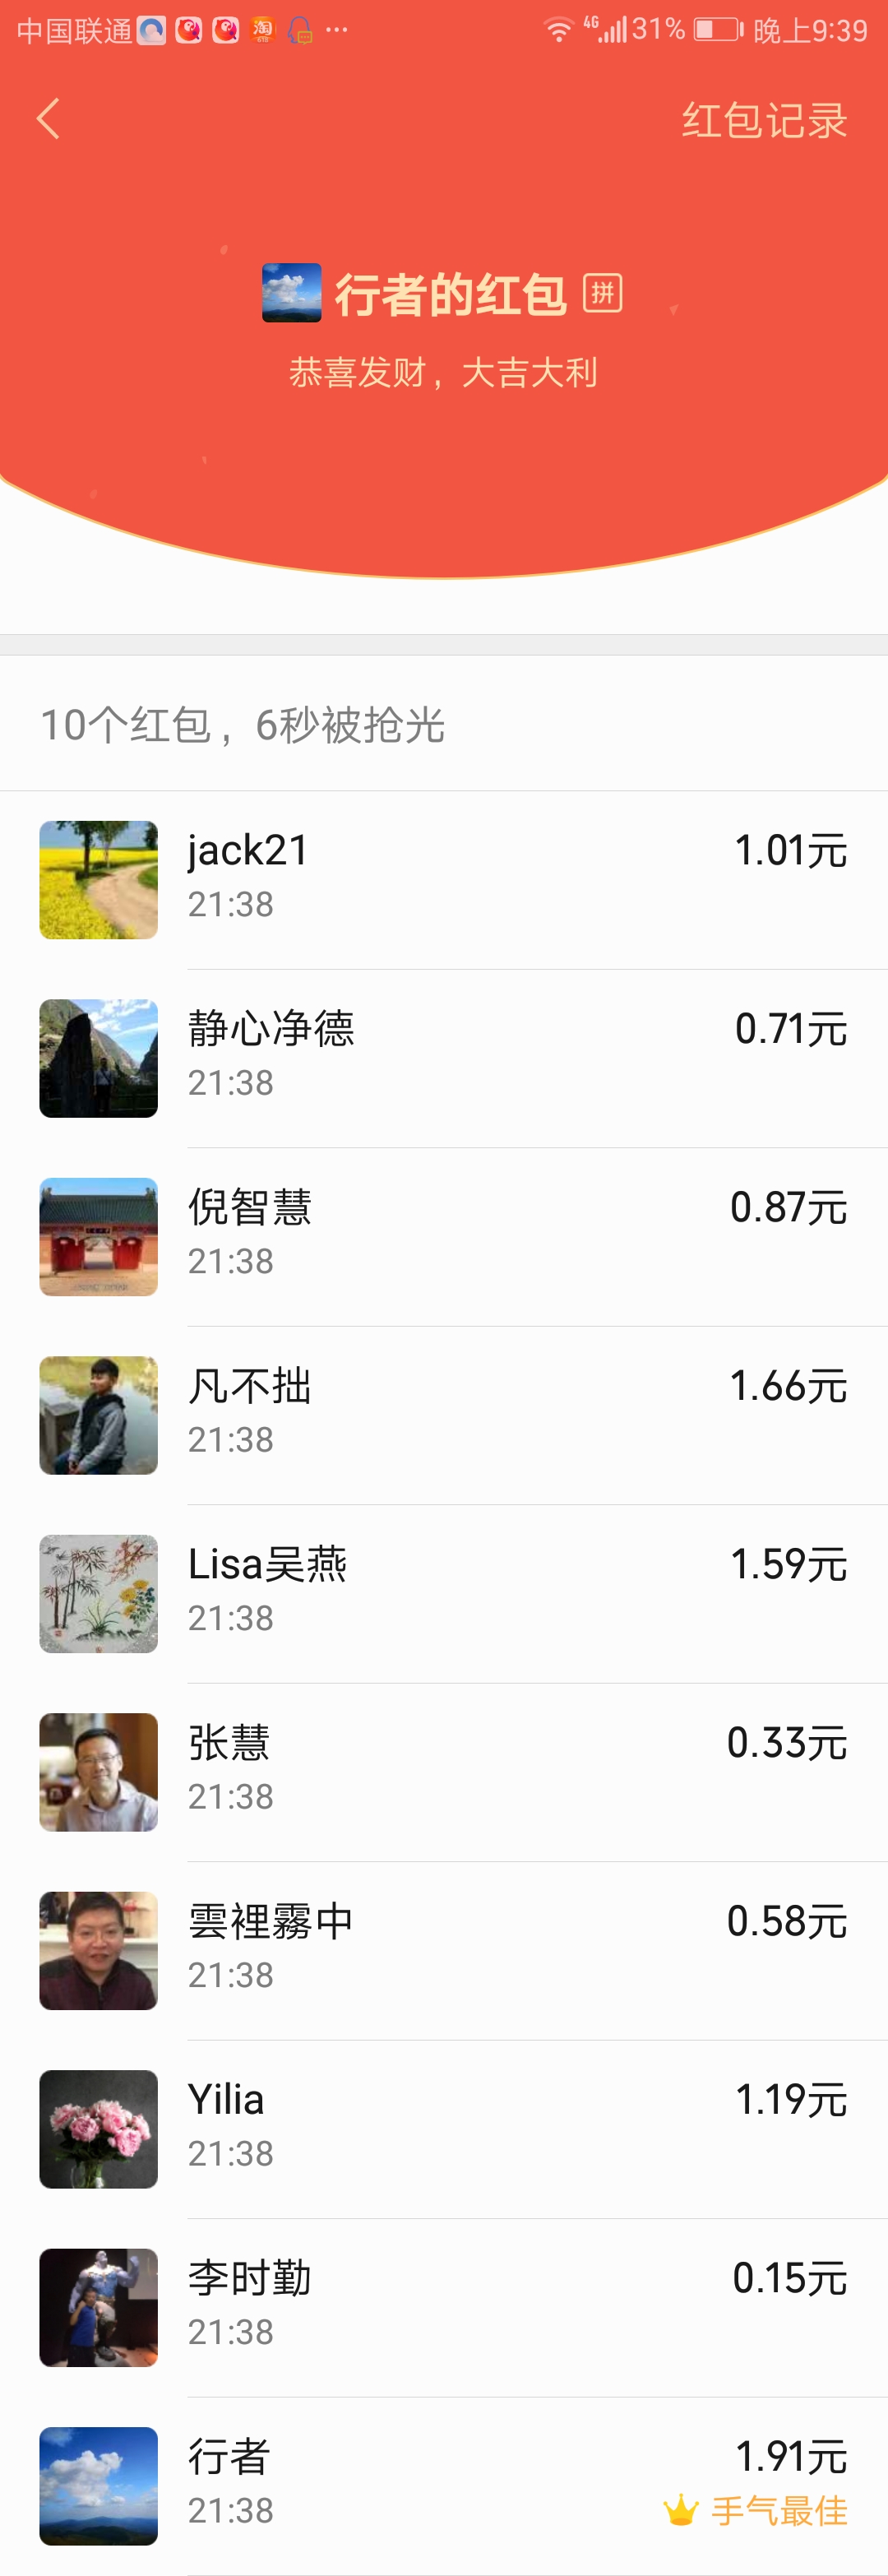 中国联通 淘 ... 4G 31% 晚上9:39
红包记录
行者的红包 拼
恭喜发财，大吉大利
10个红包，6秒被抢光
jack21 1.01元
21:38
静心净德 0.71元
21:38
倪智慧 0.87元
21:38
凡不拙 1.66元
21:38
Lisa吴燕 1.59元
21:38
张慧 0.33元
21:38
雲裡霧中 0.58元
21:38
Yilia 1.19元
21:38
李时勤 0.15元
21:38
行者 1.91元
21:38 手气最佳